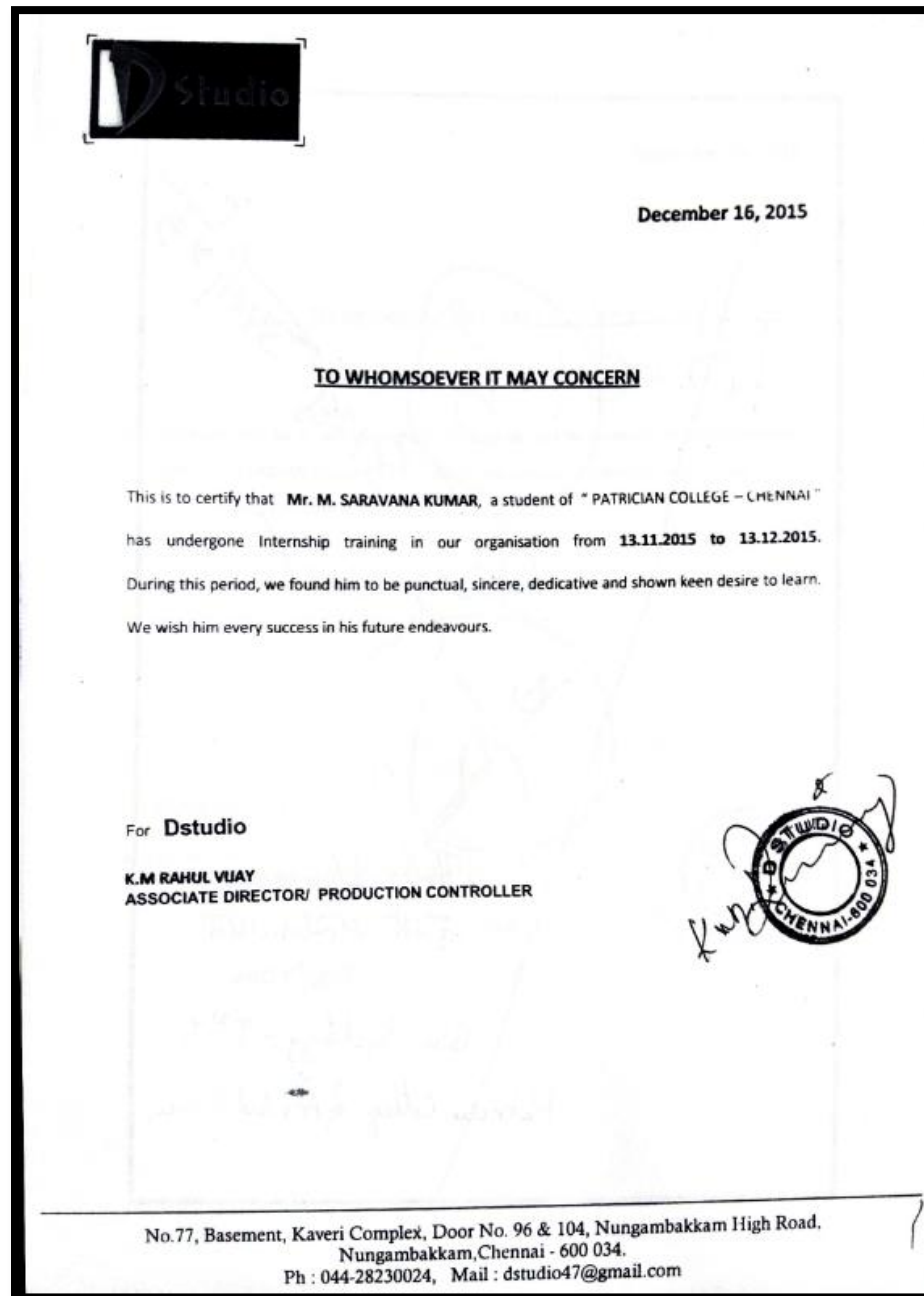 D Studio
December 16, 2015
TO WHOMSOEVER IT MAY CONCERN
This is to certify that Mr. M. SARAVANA KUMAR, a student of " PATRICIAN COLLEGE – CHENNAI "
has undergone Internship training in our organisation from 13.11.2015 to 13.12.2015.
During this period, we found him to be punctual, sincere, dedicative and shown keen desire to learn.
We wish him every success in his future endeavours.
For Dstudio
K.M RAHUL VIJAY
ASSOCIATE DIRECTOR/ PRODUCTION CONTROLLER
★ D STUDIO ★
CHENNAI-600 034
No.77, Basement, Kaveri Complex, Door No. 96 & 104, Nungambakkam High Road,
Nungambakkam,Chennai - 600 034.
Ph : 044-28230024, Mail : dstudio47@gmail.com